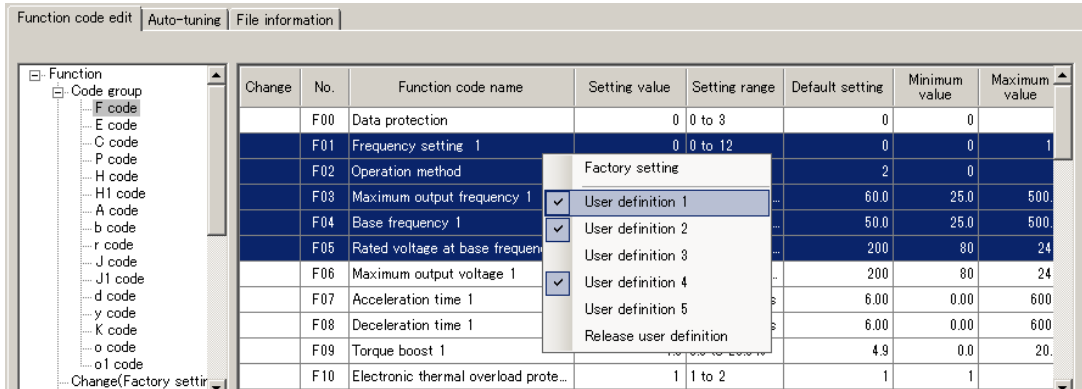 Function code edit Auto-tuning File information
Function
Code group
F code
E code
C code
P code
H code
H1 code
A code
b code
r code
J code
J1 code
d code
y code
K code
o code
o1 code
Change(Factory settir
Change No. Function code name Setting value Setting range Default setting Minimum value Maximum value
F00 Data protection 0 0 to 3 0 0
F01 Frequency setting 1 0 0 to 12 0 0 1
F02 Operation method 2 0
F03 Maximum output frequency 1 60.0 25.0 500.
F04 Base frequency 1 50.0 25.0 500.
F05 Rated voltage at base frequen 200 80 24
F06 Maximum output voltage 1 200 80 24
F07 Acceleration time 1 6.00 0.00 600
F08 Deceleration time 1 6.00 0.00 600
F09 Torque boost 1 4.9 0.0 20.
F10 Electronic thermal overload prote... 1 1 to 2 1 1
Factory setting
User definition 1
User definition 2
User definition 3
User definition 4
User definition 5
Release user definition